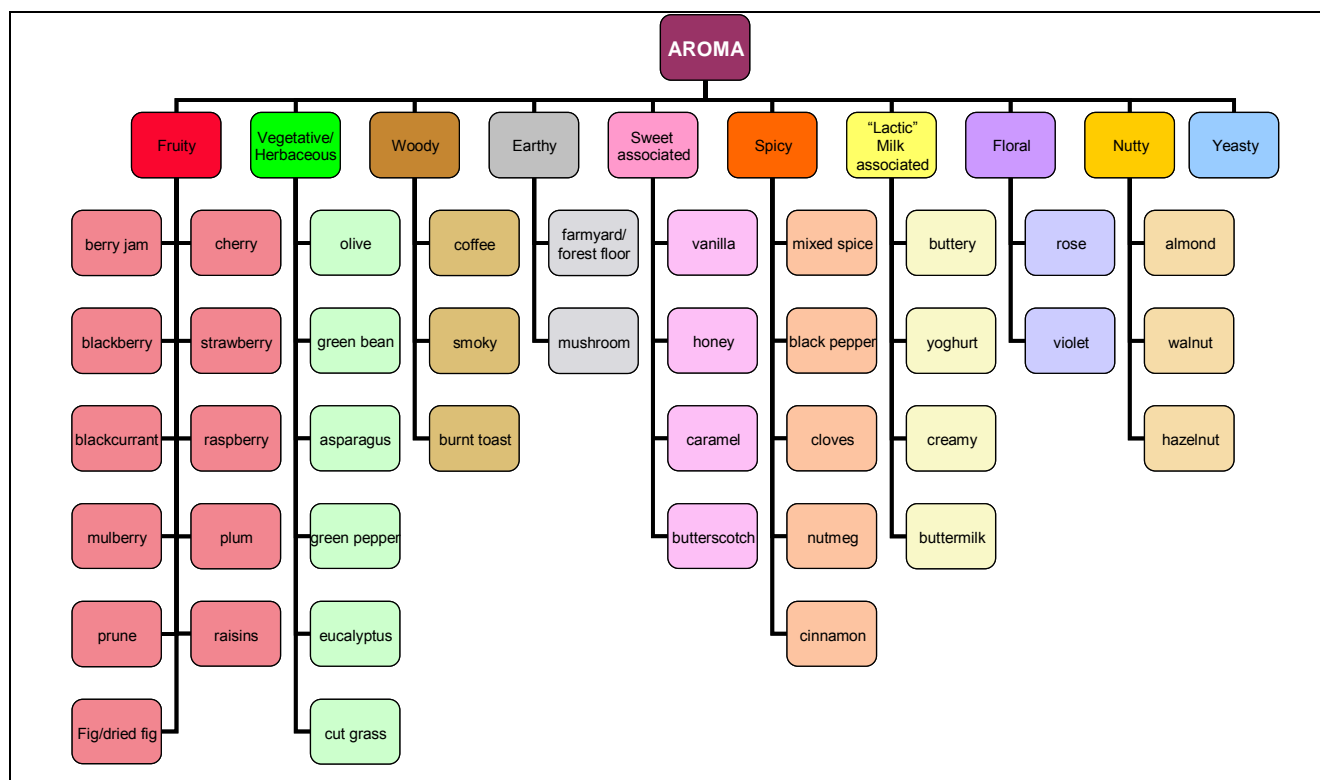 AROMA
Fruity
Vegetative/
Herbaceous
Woody
Earthy
Sweet
associated
Spicy
“Lactic”
Milk
associated
Floral
Nutty
Yeasty
berry jam
cherry
olive
coffee
farmyard/
forest floor
vanilla
mixed spice
buttery
rose
almond
blackberry
strawberry
green bean
smoky
mushroom
honey
black pepper
yoghurt
violet
walnut
blackcurrant
raspberry
asparagus
burnt toast
caramel
cloves
creamy
hazelnut
mulberry
plum
green pepper
butterscotch
nutmeg
buttermilk
prune
raisins
eucalyptus
cinnamon
Fig/dried fig
cut grass